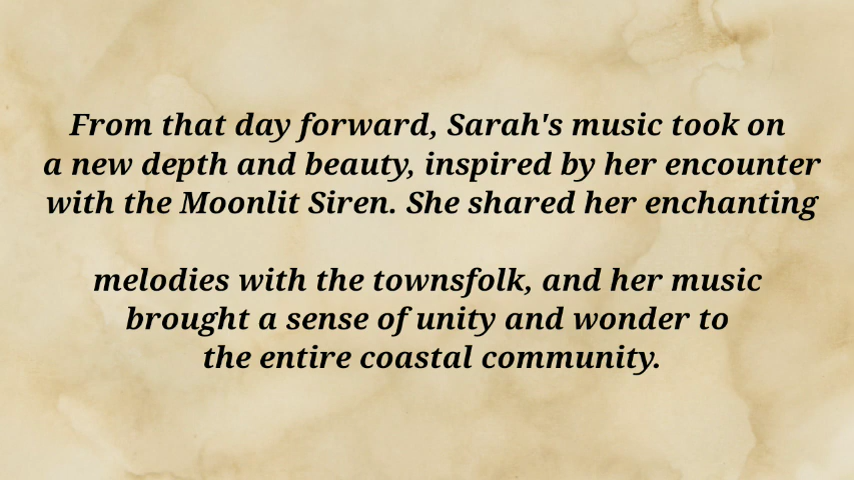 From that day forward, Sarah's music took on
a new depth and beauty, inspired by her encounter
with the Moonlit Siren. She shared her enchanting
melodies with the townsfolk, and her music
brought a sense of unity and wonder to
the entire coastal community.